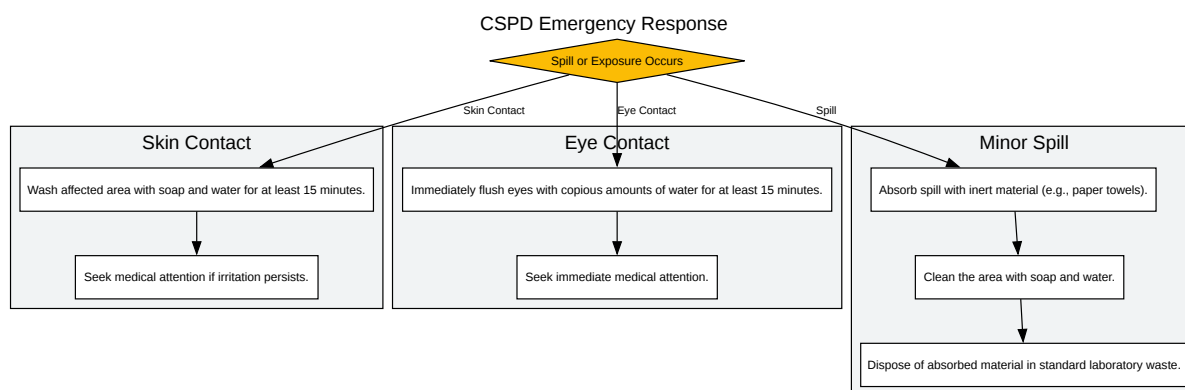 CSPD Emergency Response
Spill or Exposure Occurs
Skin Contact
Eye Contact
Spill
Skin Contact
Wash affected area with soap and water for at least 15 minutes.
Seek medical attention if irritation persists.
Eye Contact
Immediately flush eyes with copious amounts of water for at least 15 minutes.
Seek immediate medical attention.
Minor Spill
Absorb spill with inert material (e.g., paper towels).
Clean the area with soap and water.
Dispose of absorbed material in standard laboratory waste.